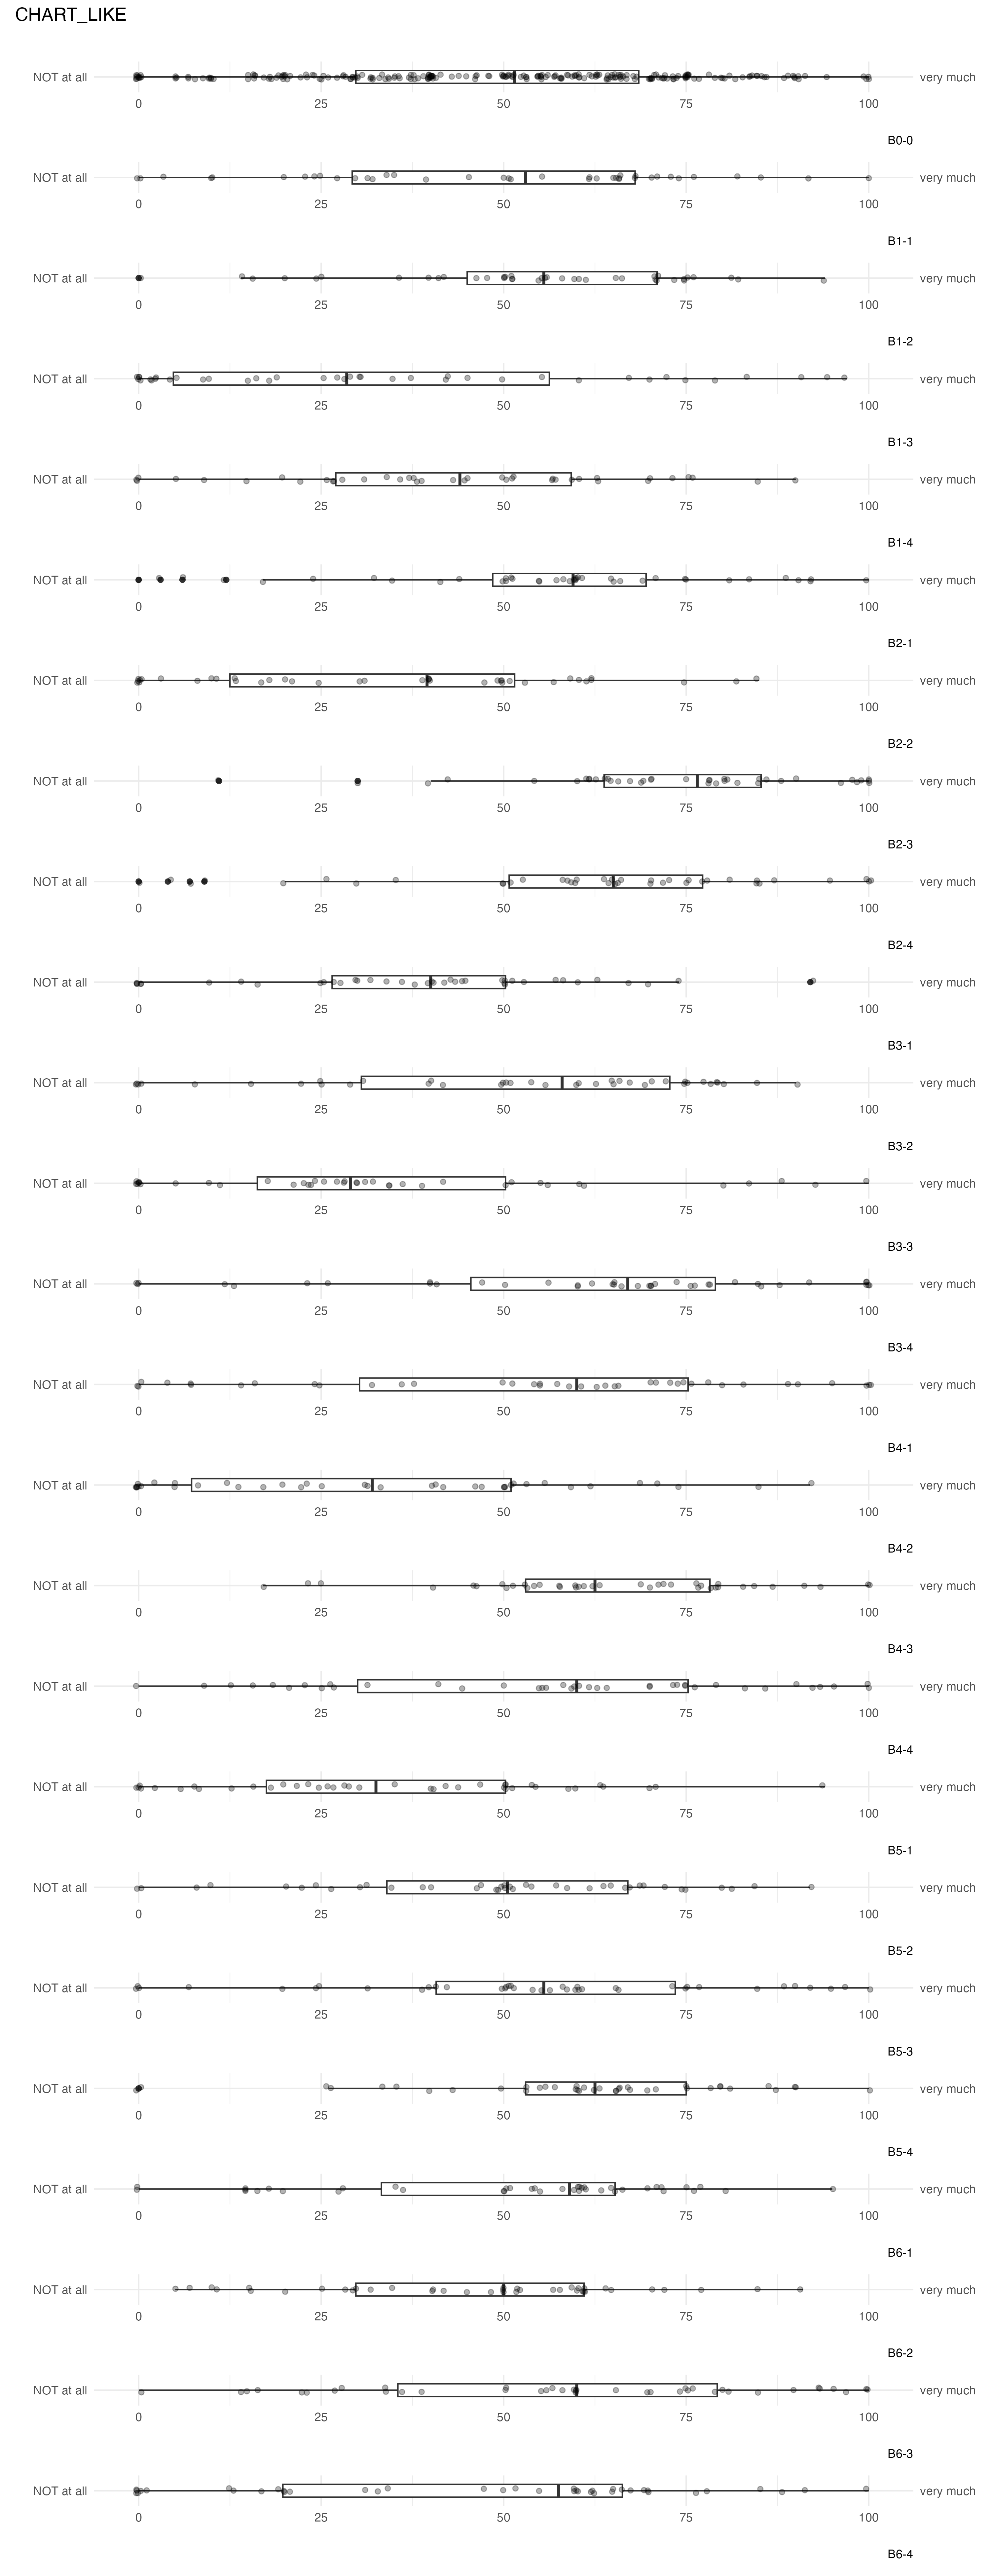 CHART_LIKE
NOT at all very much
0 25 50 75 100
B0-0
NOT at all very much
0 25 50 75 100
B1-1
NOT at all very much
0 25 50 75 100
B1-2
NOT at all very much
0 25 50 75 100
B1-3
NOT at all very much
0 25 50 75 100
B1-4
NOT at all very much
0 25 50 75 100
B2-1
NOT at all very much
0 25 50 75 100
B2-2
NOT at all very much
0 25 50 75 100
B2-3
NOT at all very much
0 25 50 75 100
B2-4
NOT at all very much
0 25 50 75 100
B3-1
NOT at all very much
0 25 50 75 100
B3-2
NOT at all very much
0 25 50 75 100
B3-3
NOT at all very much
0 25 50 75 100
B3-4
NOT at all very much
0 25 50 75 100
B4-1
NOT at all very much
0 25 50 75 100
B4-2
NOT at all very much
0 25 50 75 100
B4-3
NOT at all very much
0 25 50 75 100
B4-4
NOT at all very much
0 25 50 75 100
B5-1
NOT at all very much
0 25 50 75 100
B5-2
NOT at all very much
0 25 50 75 100
B5-3
NOT at all very much
0 25 50 75 100
B5-4
NOT at all very much
0 25 50 75 100
B6-1
NOT at all very much
0 25 50 75 100
B6-2
NOT at all very much
0 25 50 75 100
B6-3
NOT at all very much
0 25 50 75 100
B6-4